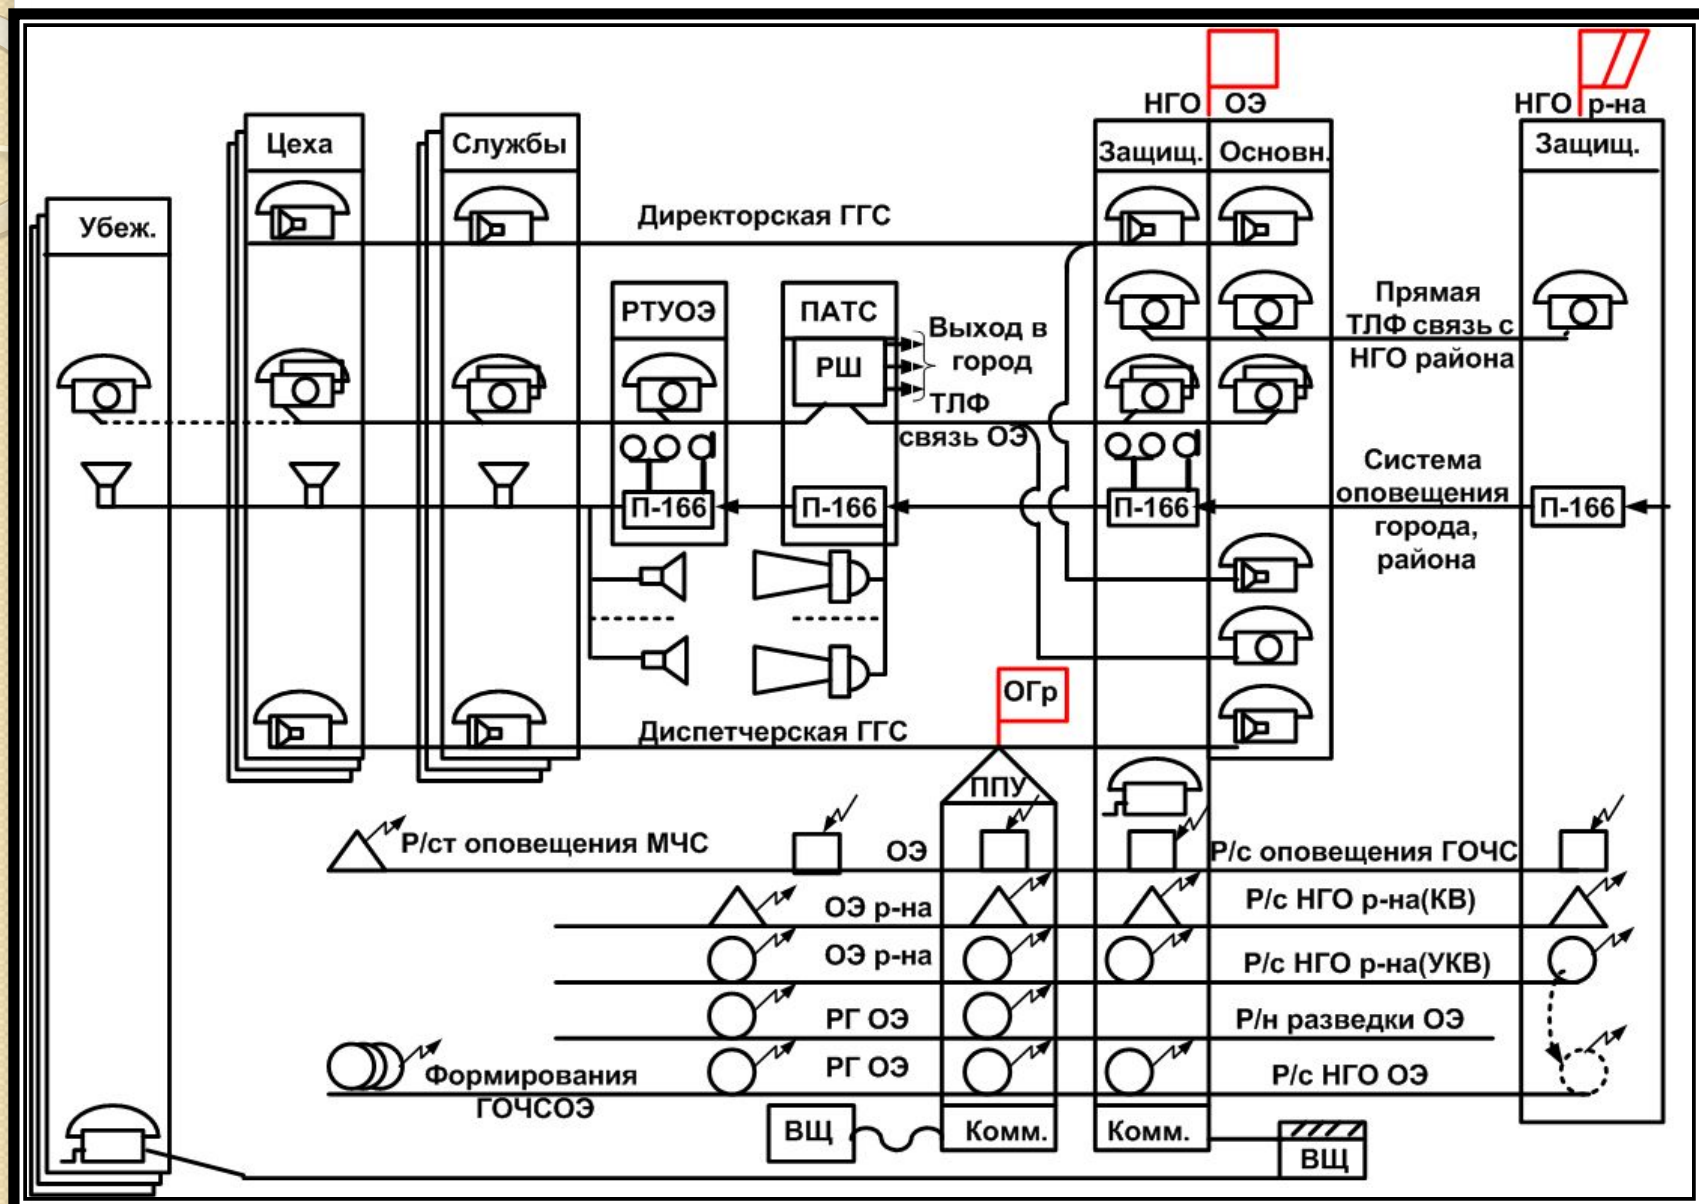 НГО ОЭ
НГО р-на
Цеха
Службы
Защищ.
Основн.
Защищ.
Убеж.
Директорская ГГС
РТУОЭ
ПАТС
РШ
Выход в
город
ТЛФ
связь ОЭ
Прямая
ТЛФ связь с
НГО района
П-166
П-166
П-166
П-166
Система
оповещения
города,
района
ОГр
Диспетчерская ГГС
ППУ
Р/ст оповещения МЧС
ОЭ
Р/с оповещения ГОЧС
ОЭ р-на
Р/с НГО р-на(КВ)
ОЭ р-на
Р/с НГО р-на(УКВ)
РГ ОЭ
Р/н разведки ОЭ
Формирования
ГОЧСОЭ
РГ ОЭ
Р/с НГО ОЭ
ВЩ
Комм.
Комм.
ВЩ